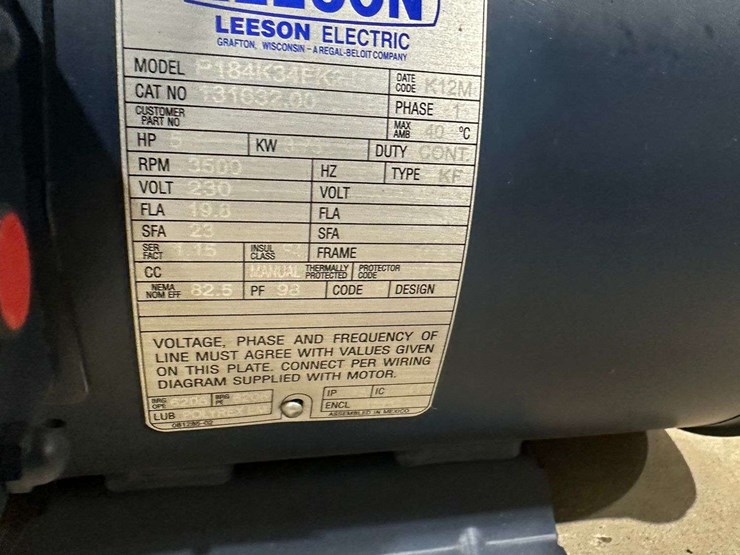 LEESON
LEESON ELECTRIC
GRAFTON, WISCONSIN - A REGAL-BELOIT COMPANY
MODEL P184K34FK DATE CODE K12M
CAT NO 131632.00 PHASE 1
CUSTOMER PART NO MAX AMB 40 °C
HP 5 KW DUTY CONT
RPM 3500 HZ TYPE KF
VOLT 230 VOLT
FLA 19.8 FLA
SFA 23 SFA
SER FACT 1.15 INSUL CLASS FRAME
CC MANUAL THERMALLY PROTECTED PROTECTOR CODE
NEMA NOM EFF 82.5 PF 98 CODE DESIGN
VOLTAGE, PHASE AND FREQUENCY OF
LINE MUST AGREE WITH VALUES GIVEN
ON THIS PLATE. CONNECT PER WIRING
DIAGRAM SUPPLIED WITH MOTOR.
BRG OPE BRG PE IP IC
LUB ENCL
ASSEMBLED IN MEXICO